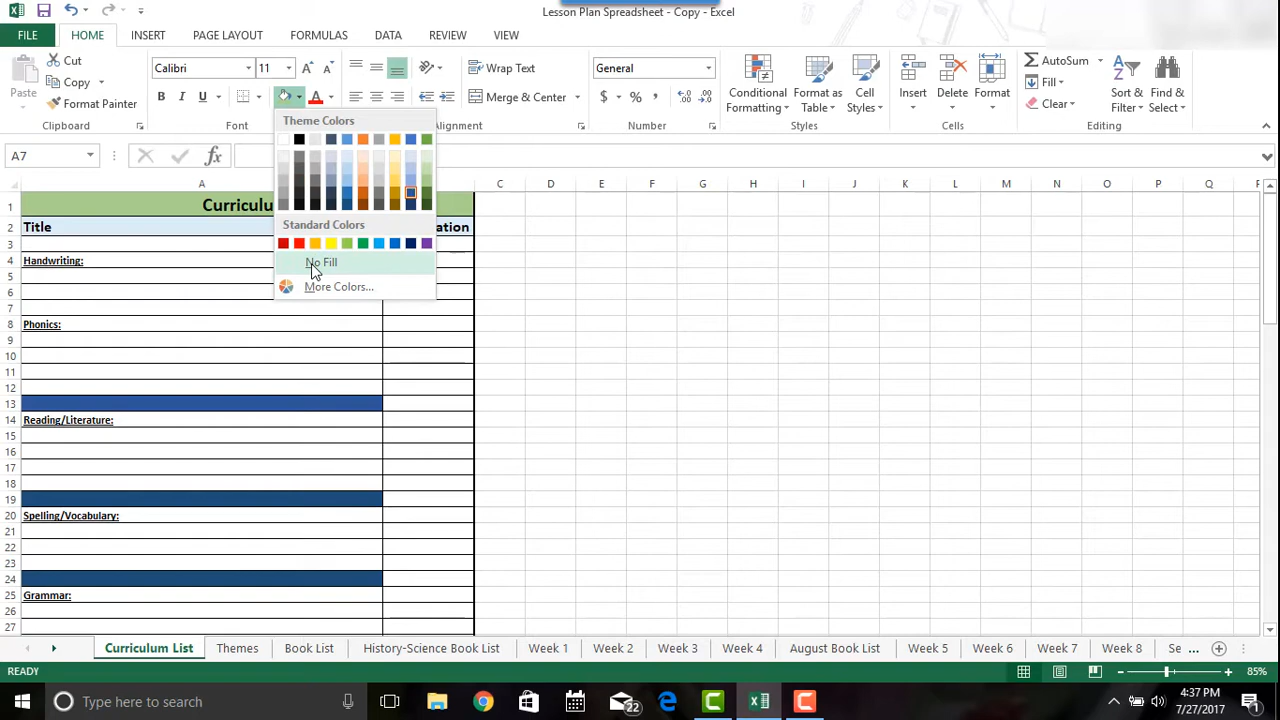 Lesson Plan Spreadsheet - Copy - Excel
FILE HOME INSERT PAGE LAYOUT FORMULAS DATA REVIEW VIEW
Paste Cut Copy Format Painter
Clipboard
Calibri 11
B I U A
Font
Wrap Text
Merge & Center
Alignment
General
$ % ,
Number
Conditional Formatting Format as Table Cell Styles
Styles
Insert Delete Format
Cells
AutoSum Fill Clear Sort & Filter Find & Select
Editing
Theme Colors
Standard Colors
No Fill
More Colors...
A7 fx
A C D E F G H I J K L M N O P Q
1 Curriculu
2 Title ation
3
4 Handwriting:
5
6
7
8 Phonics:
9
10
11
12
13
14 Reading/Literature:
15
16
17
18
19
20 Spelling/Vocabulary:
21
22
23
24
25 Grammar:
26
27
Curriculum List Themes Book List History-Science Book List Week 1 Week 2 Week 3 Week 4 August Book List Week 5 Week 6 Week 7 Week 8 Se ...
READY 85%
Type here to search 22 4:37 PM
7/27/2017 1